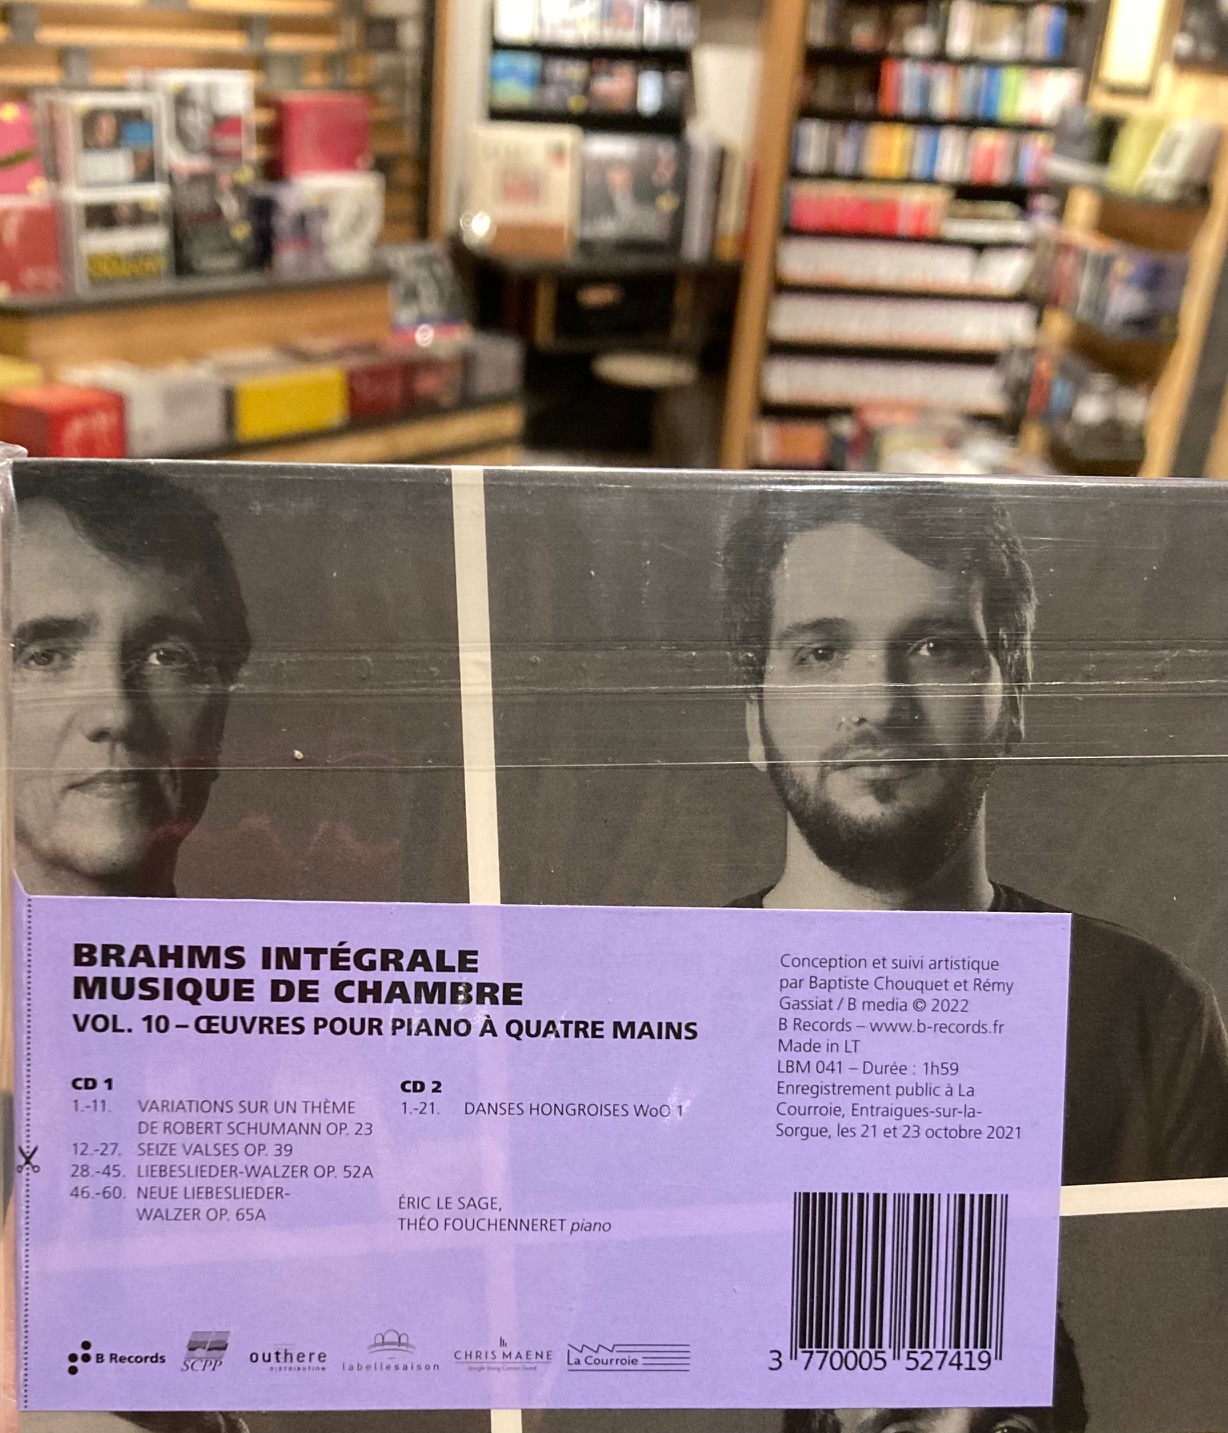 BRAHMS INTÉGRALE
MUSIQUE DE CHAMBRE
VOL. 10 – ŒUVRES POUR PIANO À QUATRE MAINS
CD 1
1.-11. VARIATIONS SUR UN THÈME
DE ROBERT SCHUMANN OP. 23
12.-27. SEIZE VALSES OP. 39
28.-45. LIEBESLIEDER-WALZER OP. 52A
46.-60. NEUE LIEBESLIEDER-
WALZER OP. 65A
CD 2
1.-21. DANSES HONGROISES WoO 1
ÉRIC LE SAGE,
THÉO FOUCHENNERET piano
Conception et suivi artistique
par Baptiste Chouquet et Rémy
Gassiat / B media © 2022
B Records – www.b-records.fr
Made in LT
LBM 041 – Durée : 1h59
Enregistrement public à La
Courroie, Entraigues-sur-la-
Sorgue, les 21 et 23 octobre 2021
B Records
SCPP
outhere
DISTRIBUTION
labellesaison
CHRIS MAENE
La Courroie
3 770005 527419